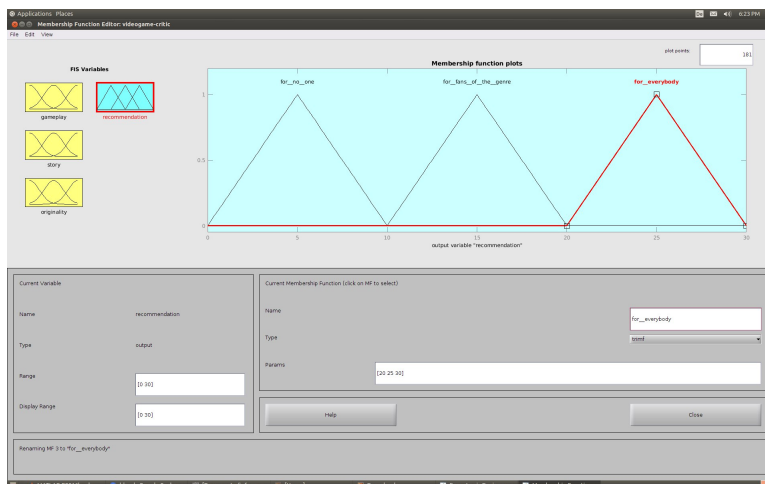 Applications Places
De
6:23 PM
Membership Function Editor: videogame-critic
File Edit View
FIS Variables
gameplay
recommendation
story
originality
Membership function plots
plot points:
181
for__no__one
for__fans__of__the__genre
for__everybody
1
0.5
0
0 5 10 15 20 25 30
output variable "recommendation"
Current Variable
Name recommendation
Type output
Range [0 30]
Display Range [0 30]
Current Membership Function (click on MF to select)
Name for__everybody
Type trimf
Params [20 25 30]
Help
Close
Renaming MF 3 to "for__everybody"